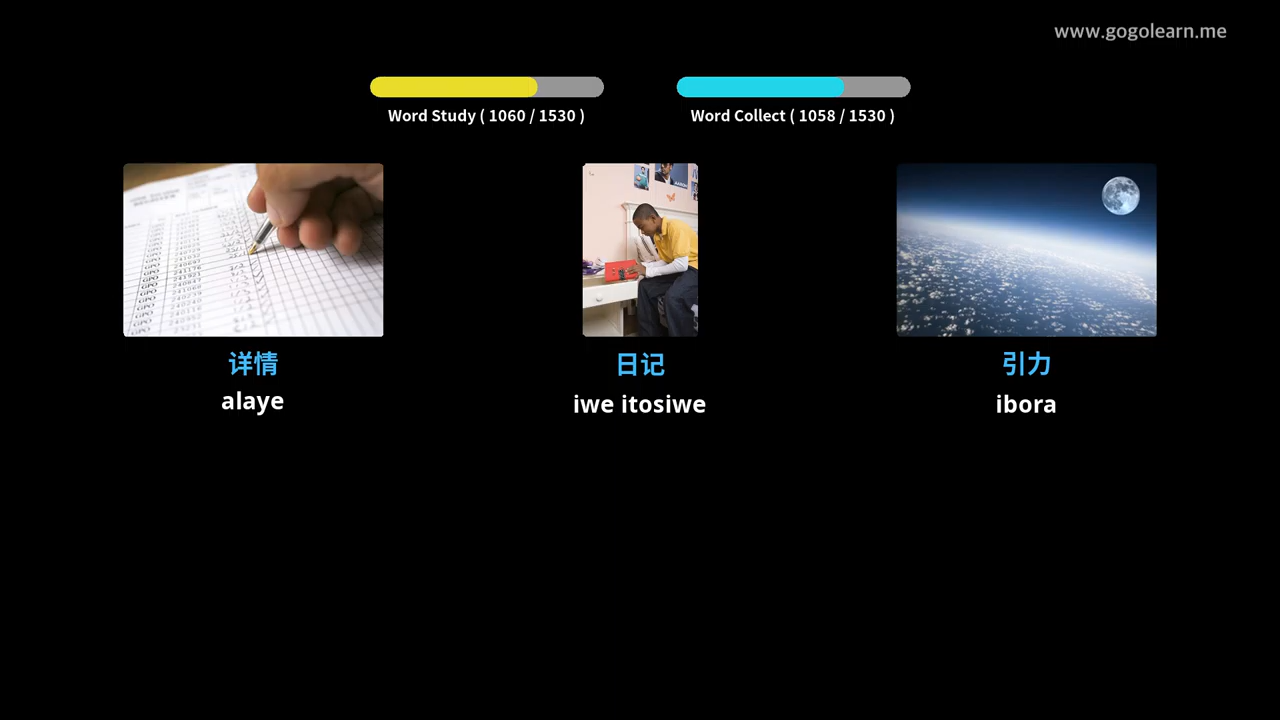 www.gogolearn.me
Word Study ( 1060 / 1530 )
Word Collect ( 1058 / 1530 )
详情
alaye
日记
iwe itosiwe
引力
ibora